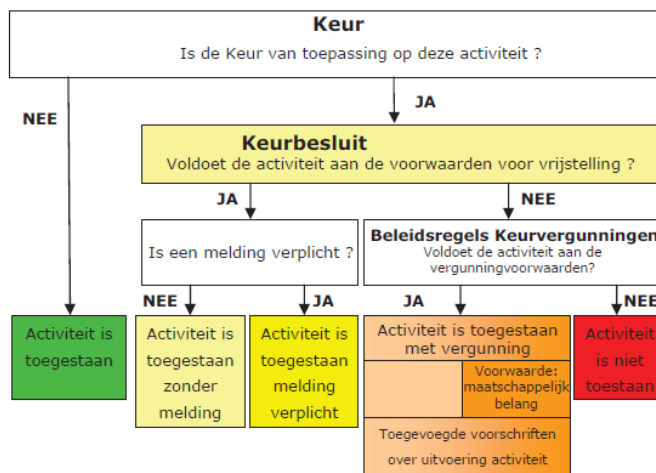 Keur
Is de Keur van toepassing op deze activiteit ?
NEE
JA
Keurbesluit
Voldoet de activiteit aan de voorwaarden voor vrijstelling ?
JA
NEE
Is een melding verplicht ?
Beleidsregels Keurvergunningen
Voldoet de activiteit aan de
vergunningvoorwaarden?
NEE
JA
JA
NEE
Activiteit is
toegestaan
Activiteit is
toegestaan
zonder
melding
Activiteit is
toegestaan
melding
verplicht
Activiteit is toegestaan
met vergunning
Voorwaarde:
maatschappelijk
belang
Toegevoegde voorschriften
over uitvoering activiteit
Activiteit
is niet
toestaan